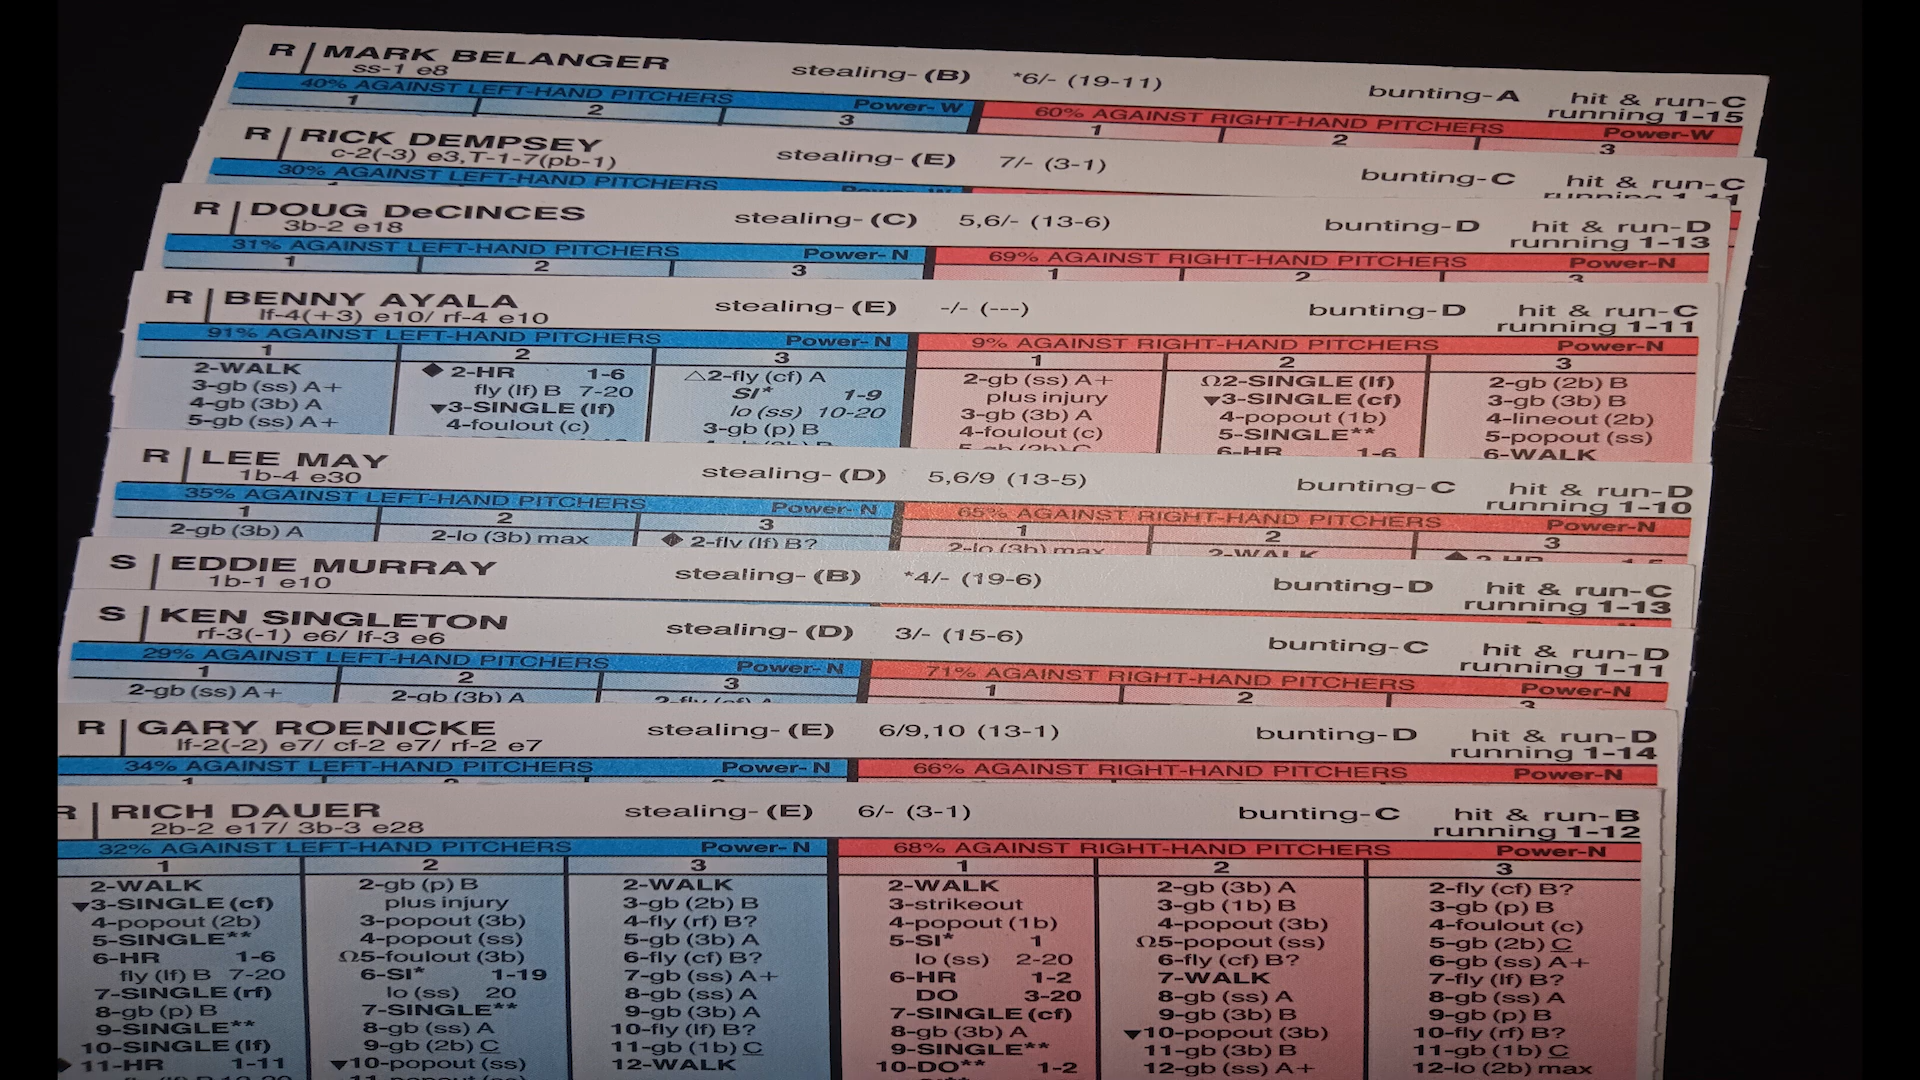 R | MARK BELANGER stealing- (B) *6/- (19-11) bunting-A hit & run-C
ss-1 e8 running 1-15
40% AGAINST LEFT-HAND PITCHERS Power-W 60% AGAINST RIGHT-HAND PITCHERS Power-W
1 2 3 1 2 3
R | RICK DEMPSEY stealing- (E) 7/- (3-1) bunting-C hit & run-C
c-2(-3) e3,T-1-7(pb-1) running 1-11
30% AGAINST LEFT-HAND PITCHERS Power-W
R | DOUG DeCINCES stealing- (C) 5,6/- (13-6) bunting-D hit & run-D
3b-2 e18 running 1-13
31% AGAINST LEFT-HAND PITCHERS Power-N 69% AGAINST RIGHT-HAND PITCHERS Power-N
1 2 3 1 2 3
R | BENNY AYALA stealing- (E) -/- (---) bunting-D hit & run-C
lf-4(+3) e10/ rf-4 e10 running 1-11
91% AGAINST LEFT-HAND PITCHERS Power-N 9% AGAINST RIGHT-HAND PITCHERS Power-N
1 2 3 1 2 3
2-WALK ◆2-HR 1-6 △2-fly (cf) A 2-gb (ss) A+ Ω2-SINGLE (lf) 2-gb (2b) B
3-gb (ss) A+ fly (lf) B 7-20 SI* 1-9 plus injury ▼3-SINGLE (cf) 3-gb (3b) B
4-gb (3b) A ▼3-SINGLE (lf) lo (ss) 10-20 3-gb (3b) A 4-popout (1b) 4-lineout (2b)
5-gb (ss) A+ 4-foulout (c) 3-gb (p) B 4-foulout (c) 5-SINGLE** 5-popout (ss)
5-gb (2b) C 6-HR 1-6 6-WALK
R | LEE MAY stealing- (D) 5,6/9 (13-5) bunting-C hit & run-D
1b-4 e30 running 1-10
35% AGAINST LEFT-HAND PITCHERS Power-N 65% AGAINST RIGHT-HAND PITCHERS Power-N
1 2 3 1 2 3
2-gb (3b) A 2-lo (3b) max ◆2-fly (lf) B? 2-lo (3b) max 2-WALK
S | EDDIE MURRAY stealing- (B) *4/- (19-6) bunting-D hit & run-C
1b-1 e10 running 1-13
S | KEN SINGLETON stealing- (D) 3/- (15-6) bunting-C hit & run-D
rf-3(-1) e6/ lf-3 e6 running 1-11
29% AGAINST LEFT-HAND PITCHERS Power-N 71% AGAINST RIGHT-HAND PITCHERS Power-N
1 2 3 1 2 3
2-gb (ss) A+ 2-gb (3b) A
R | GARY ROENICKE stealing- (E) 6/9,10 (13-1) bunting-D hit & run-D
lf-2(-2) e7/ cf-2 e7/ rf-2 e7 running 1-14
34% AGAINST LEFT-HAND PITCHERS Power-N 66% AGAINST RIGHT-HAND PITCHERS Power-N
R | RICH DAUER stealing- (E) 6/- (3-1) bunting-C hit & run-B
2b-2 e17/ 3b-3 e28 running 1-12
32% AGAINST LEFT-HAND PITCHERS Power-N 68% AGAINST RIGHT-HAND PITCHERS Power-N
1 2 3 1 2 3
2-WALK 2-gb (p) B 2-WALK 2-WALK 2-gb (3b) A 2-fly (cf) B?
▼3-SINGLE (cf) plus injury 3-gb (2b) B 3-strikeout 3-gb (1b) B 3-gb (p) B
4-popout (2b) 3-popout (3b) 4-fly (rf) B? 4-popout (1b) 4-popout (3b) 4-foulout (c)
5-SINGLE** 4-popout (ss) 5-gb (3b) A 5-SI* 1 Ω5-popout (ss) 5-gb (2b) C
6-HR 1-6 Ω5-foulout (3b) 6-fly (cf) B? lo (ss) 2-20 6-fly (cf) B? 6-gb (ss) A+
fly (lf) B 7-20 6-SI* 1-19 7-gb (ss) A+ 6-HR 1-2 7-WALK 7-fly (lf) B?
7-SINGLE (rf) lo (ss) 20 8-gb (ss) A DO 3-20 8-gb (ss) A 8-gb (ss) A
8-gb (p) B 7-SINGLE** 9-gb (3b) A 7-SINGLE (cf) 9-gb (3b) B 9-gb (p) B
9-SINGLE** 8-gb (ss) A 10-fly (lf) B? 8-gb (3b) A ▼10-popout (3b) 10-fly (rf) B?
10-SINGLE (lf) 9-gb (2b) C 11-gb (1b) C 9-SINGLE** 11-gb (3b) B 11-gb (1b) C
◆11-HR 1-11 ▼10-popout (ss) 12-WALK 10-DO** 1-2 12-gb (ss) A+ 12-lo (2b) max